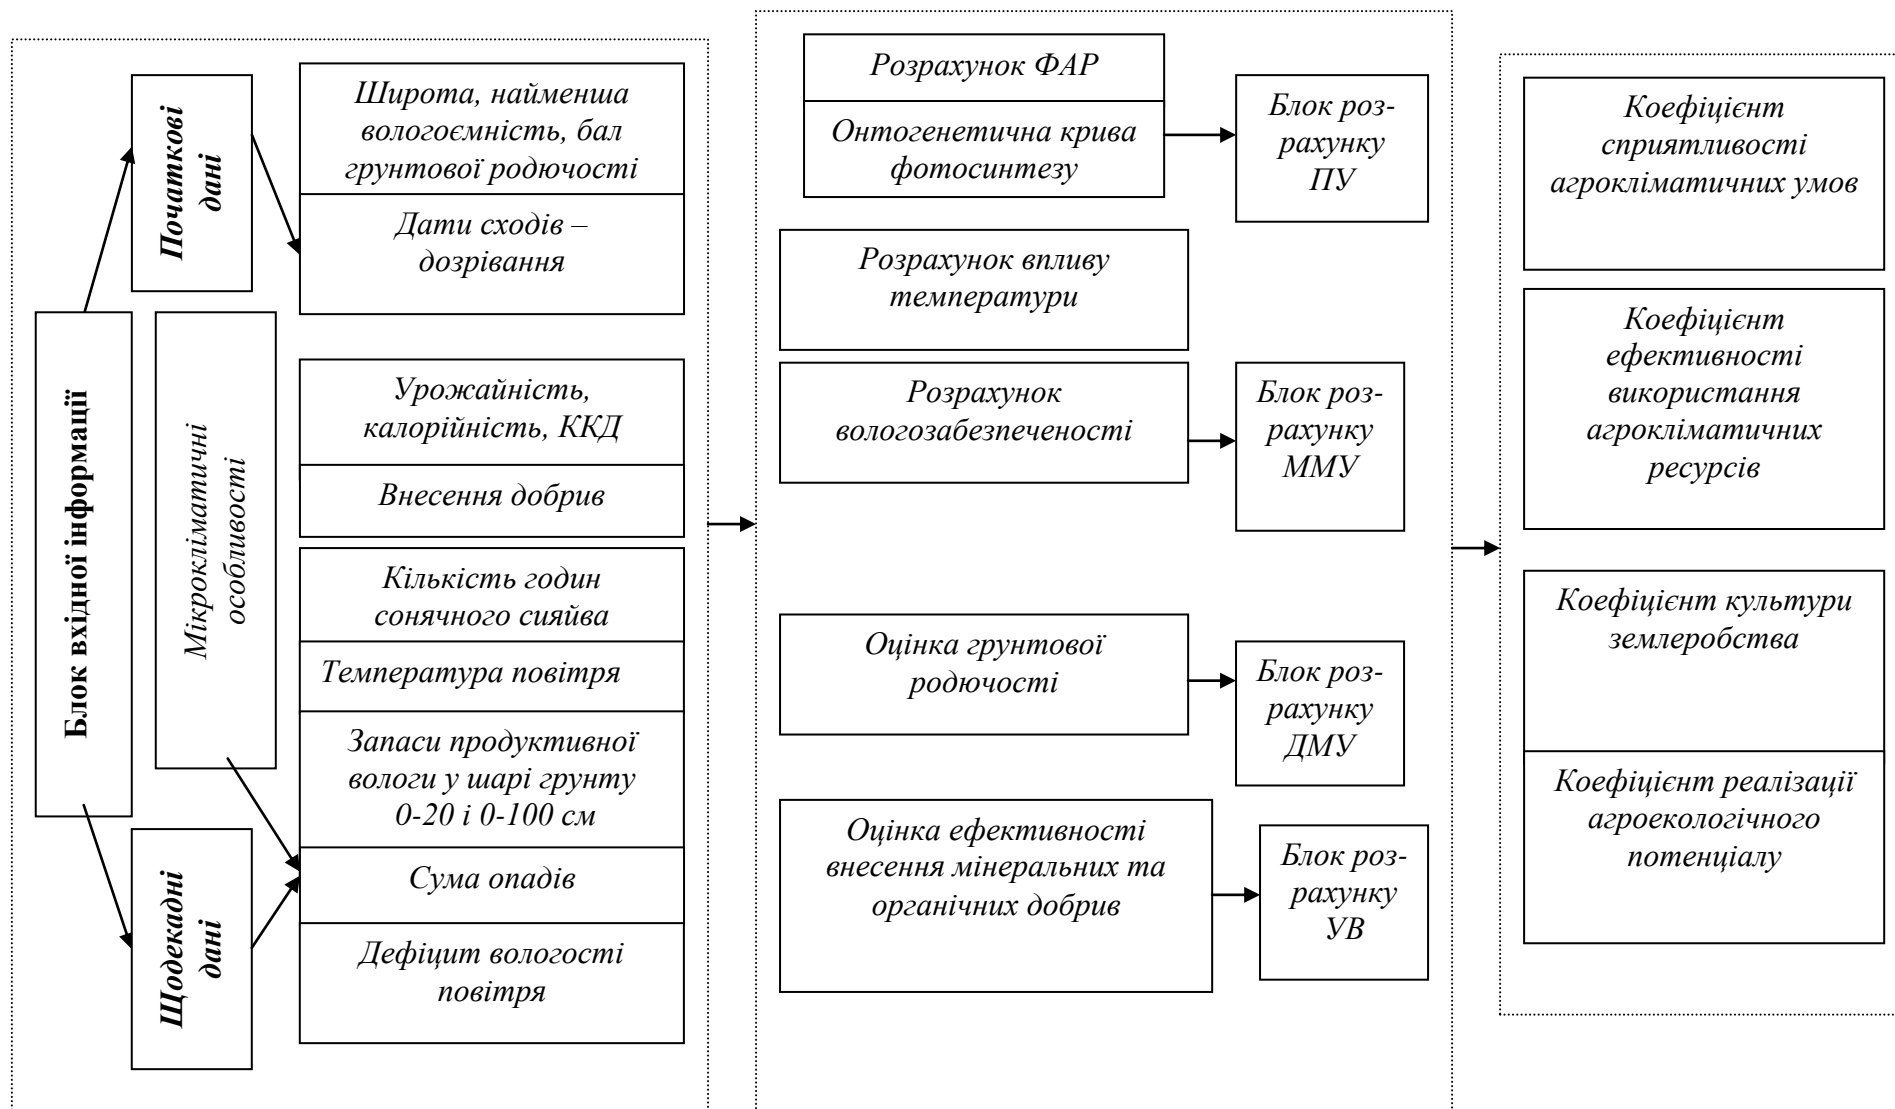 Блок вхідної інформації
Початкові
дані
Мікрокліматичні
особливості
Щодекадні
дані
Широта, найменша
вологоємність, бал
грунтової родючості
Дати сходів –
дозрівання
Урожайність,
калорійність, ККД
Внесення добрив
Кількість годин
сонячного сияйва
Температура повітря
Запаси продуктивної
вологи у шарі грунту
0-20 і 0-100 см
Сума опадів
Дефіцит вологості
повітря
Розрахунок ФАР
Онтогенетична крива
фотосинтезу
Блок роз-
рахунку
ПУ
Розрахунок впливу
температури
Розрахунок
вологозабезпеченості
Блок роз-
рахунку
ММУ
Оцінка грунтової
родючості
Блок роз-
рахунку
ДМУ
Оцінка ефективності
внесення мінеральних та
органічних добрив
Блок роз-
рахунку
УВ
Коефіцієнт
сприятливості
агрокліматичних умов
Коефіцієнт
ефективності
використання
агрокліматичних
ресурсів
Коефіцієнт культури
землеробства
Коефіцієнт реалізації
агроекологічного
потенціалу